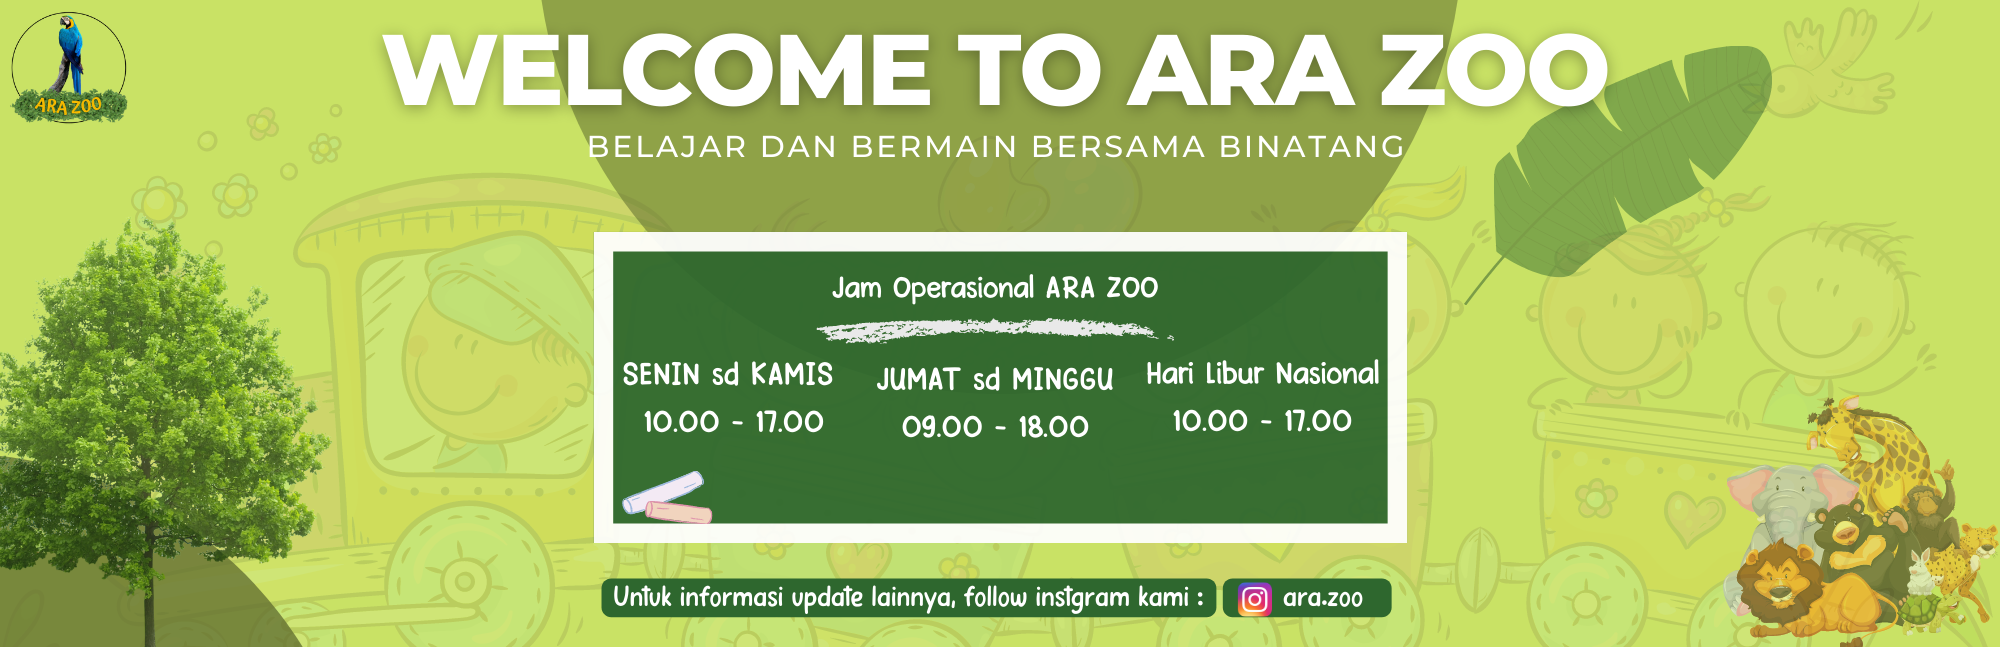 ARA ZOO
WELCOME TO ARA ZOO
BELAJAR DAN BERMAIN BERSAMA BINATANG
Jam Operasional ARA ZOO
SENIN sd KAMIS
10.00 - 17.00
JUMAT sd MINGGU
09.00 - 18.00
Hari Libur Nasional
10.00 - 17.00
Untuk informasi update lainnya, follow instgram kami :
ara.zoo